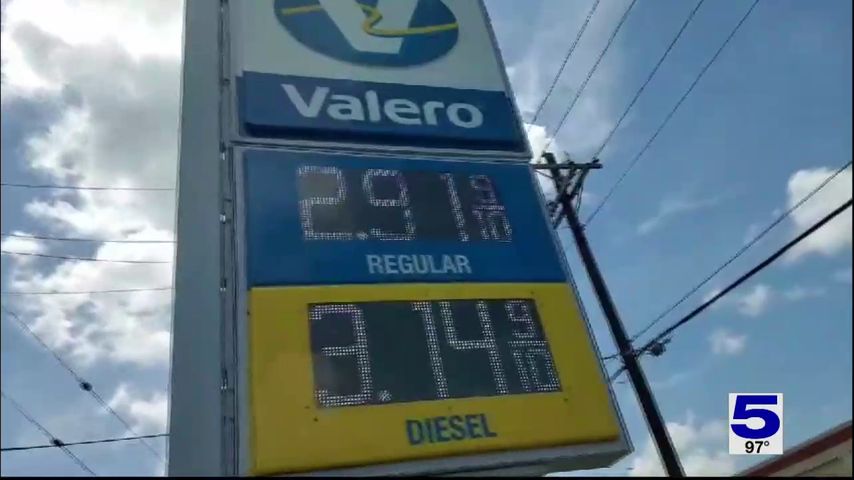 Valero
2.91 9/10
REGULAR
3.14 9/10
DIESEL
5
97°